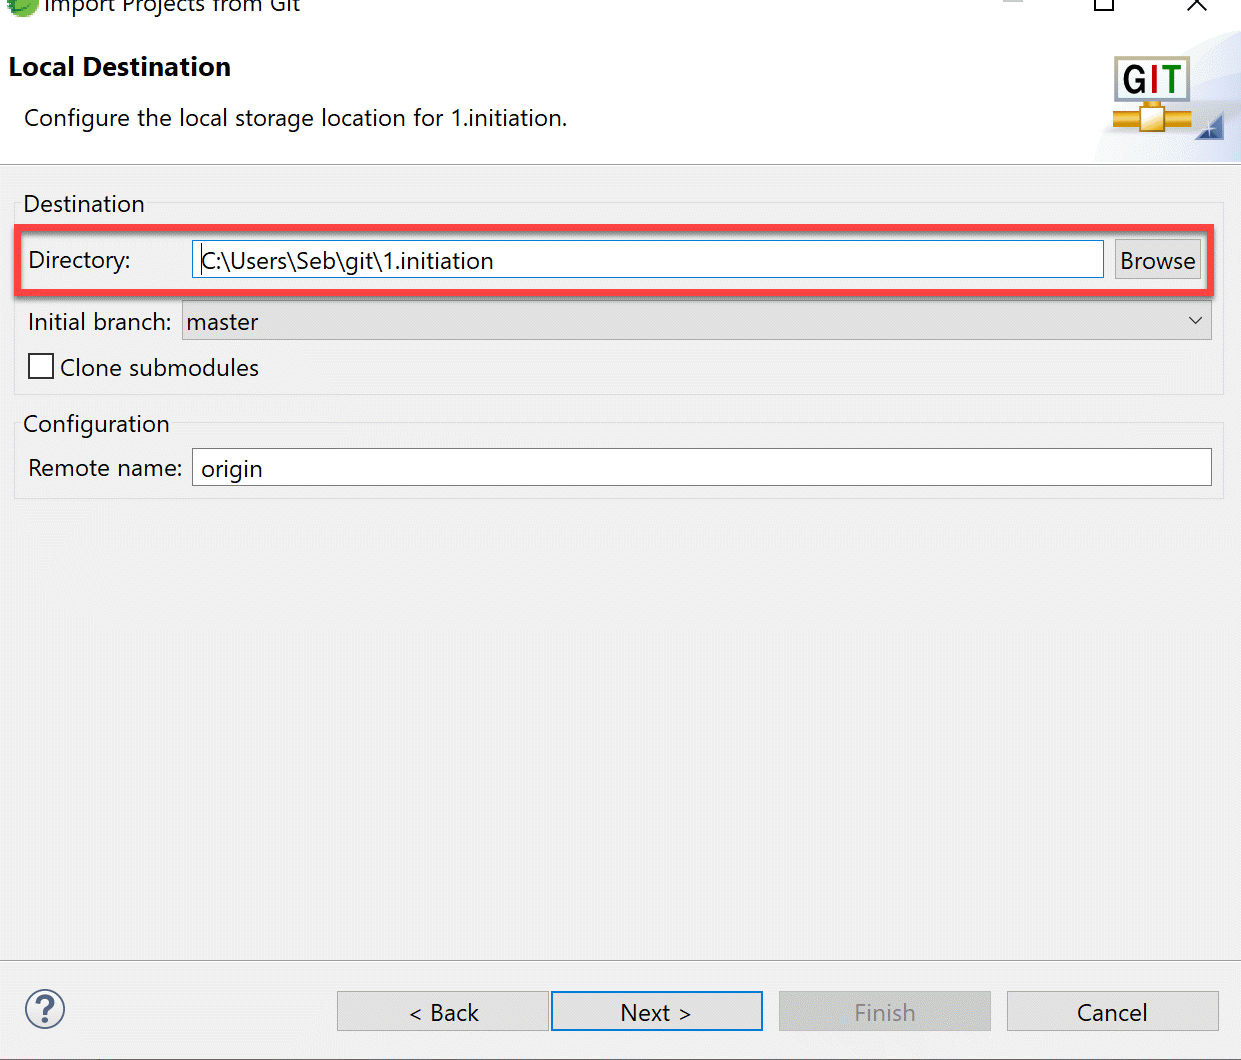 Import Projects from Git
Local Destination
GIT
Configure the local storage location for 1.initiation.
Destination
Directory: C:\Users\Seb\git\1.initiation Browse
Initial branch: master
Clone submodules
Configuration
Remote name: origin
? < Back Next > Finish Cancel